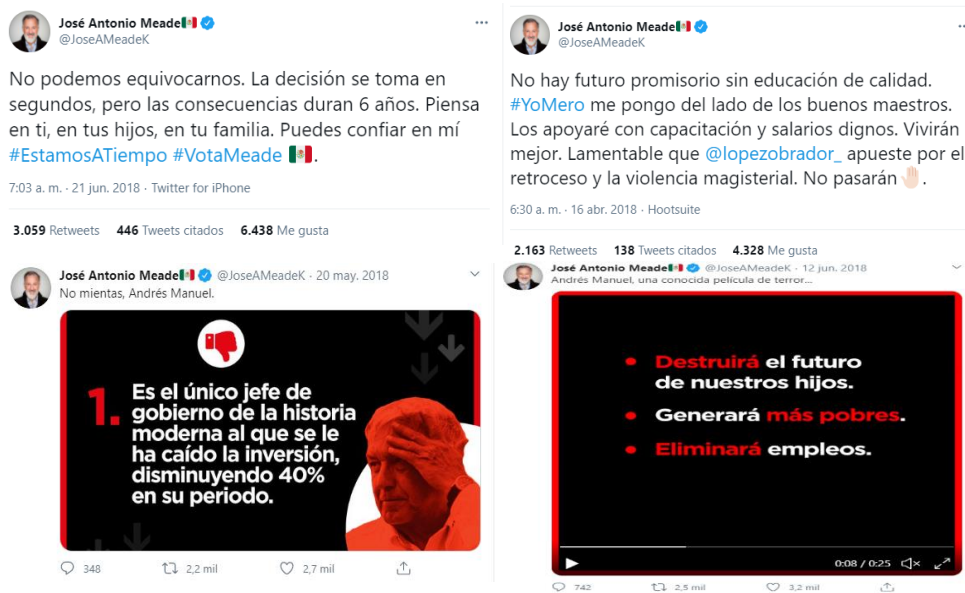 José Antonio Meade🇲🇽
@JoseAMeadeK
No podemos equivocarnos. La decisión se toma en
segundos, pero las consecuencias duran 6 años. Piensa
en ti, en tus hijos, en tu familia. Puedes confiar en mí
#EstamosATiempo #VotaMeade 🇲🇽.
7:03 a. m. · 21 jun. 2018 · Twitter for iPhone
3.059 Retweets 446 Tweets citados 6.438 Me gusta
José Antonio Meade🇲🇽
@JoseAMeadeK
No hay futuro promisorio sin educación de calidad.
#YoMero me pongo del lado de los buenos maestros.
Los apoyaré con capacitación y salarios dignos. Vivirán
mejor. Lamentable que @lopezobrador_ apueste por el
retroceso y la violencia magisterial. No pasarán🤚🏻.
6:30 a. m. · 16 abr. 2018 · Hootsuite
2.163 Retweets 138 Tweets citados 4.328 Me gusta
José Antonio Meade🇲🇽 @JoseAMeadeK · 20 may. 2018
No mientas, Andrés Manuel.
1. Es el único jefe de
gobierno de la historia
moderna al que se le
ha caído la inversión,
disminuyendo 40%
en su periodo.
348 2,2 mil 2,7 mil
José Antonio Meade🇲🇽 @JoseAMeadeK · 12 jun. 2018
Andrés Manuel, una conocida película de terror...
• Destruirá el futuro
de nuestros hijos.
• Generará más pobres.
• Eliminará empleos.
0:08 / 0:25
742 2,5 mil 3,2 mil